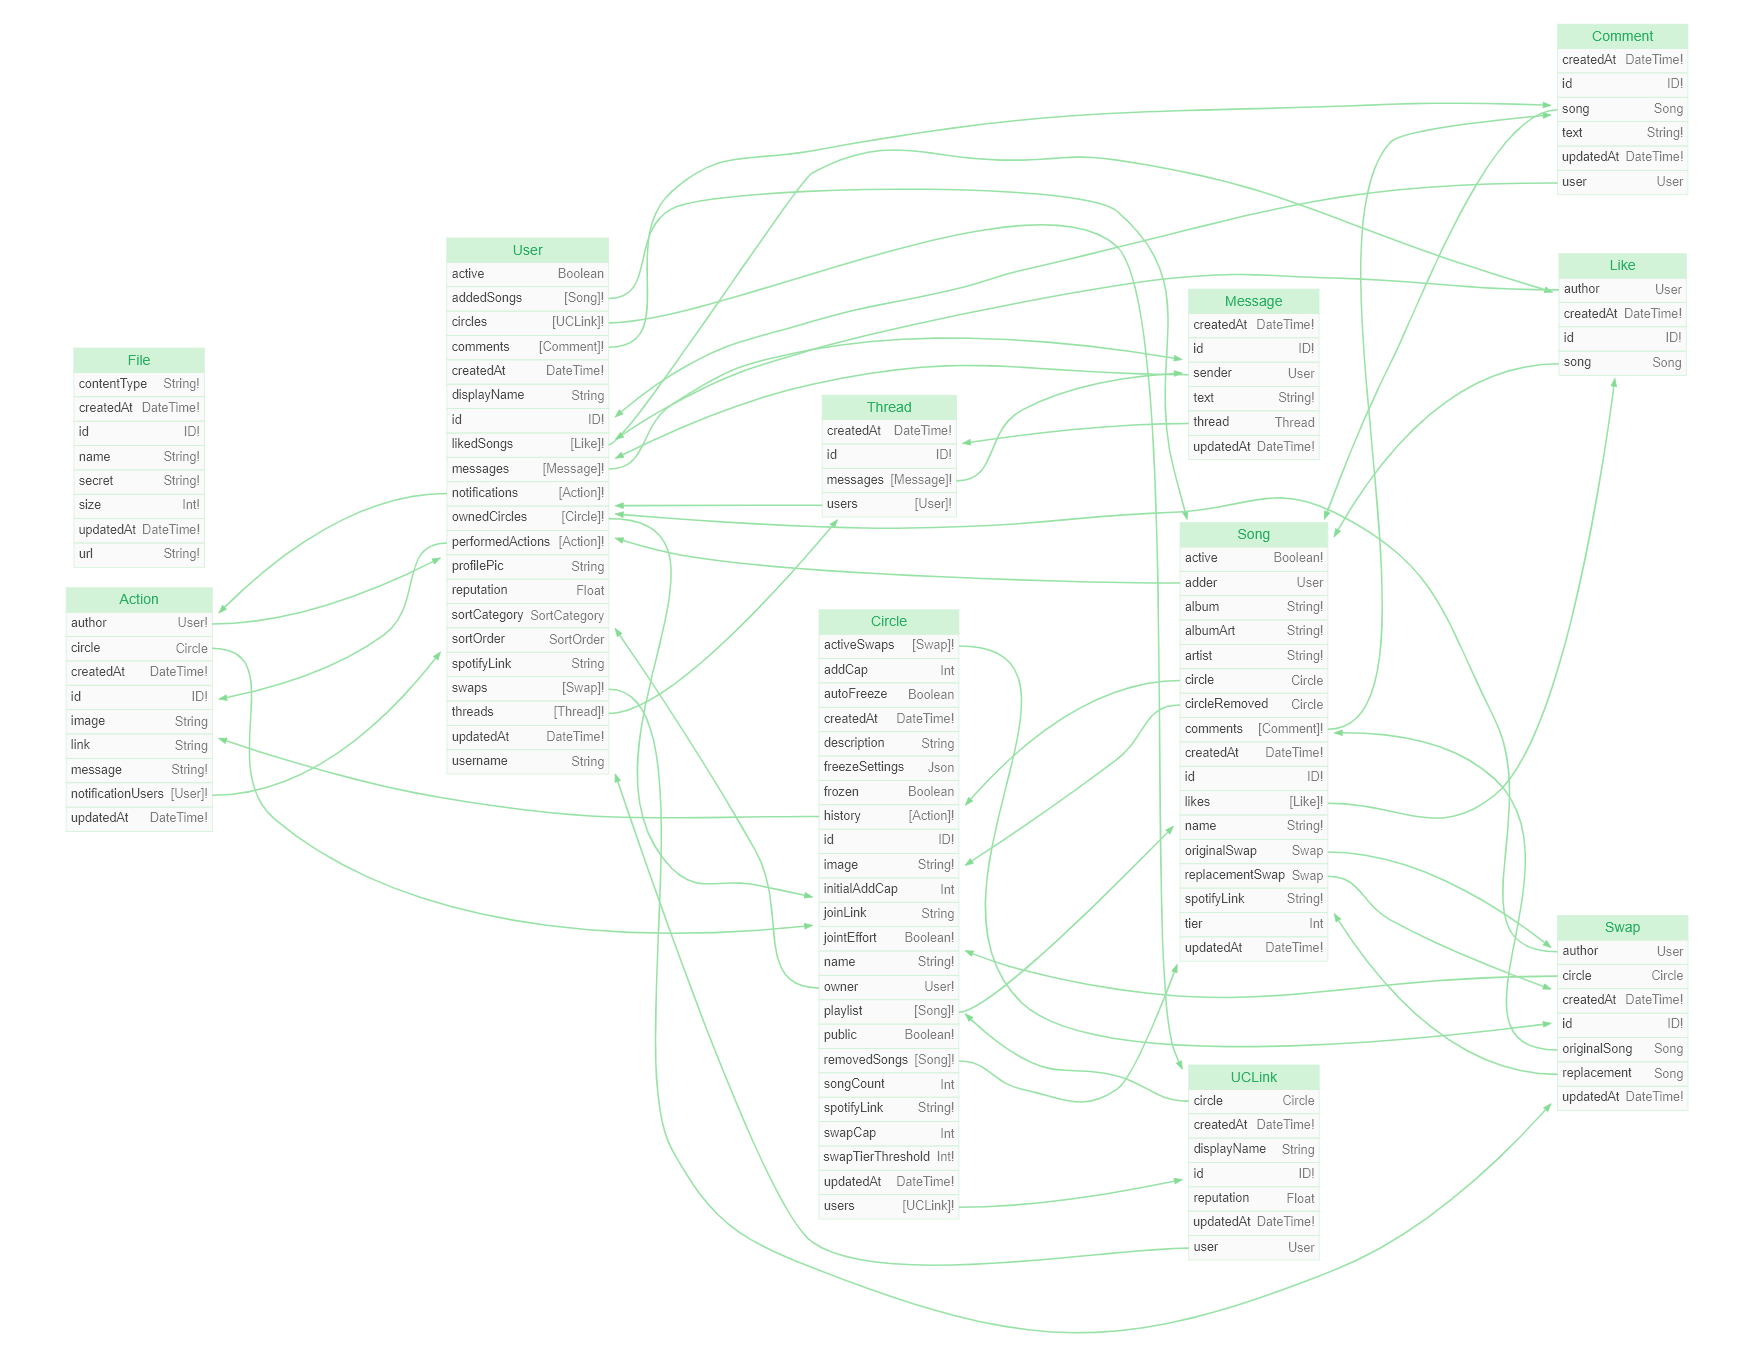 Comment
createdAt DateTime!
id ID!
song Song
text String!
updatedAt DateTime!
user User
User
active Boolean
addedSongs [Song]!
circles [UCLink]!
comments [Comment]!
createdAt DateTime!
displayName String
id ID!
likedSongs [Like]!
messages [Message]!
notifications [Action]!
ownedCircles [Circle]!
performedActions [Action]!
profilePic String
reputation Float
sortCategory SortCategory
sortOrder SortOrder
spotifyLink String
swaps [Swap]!
threads [Thread]!
updatedAt DateTime!
username String
Like
author User
createdAt DateTime!
id ID!
song Song
Message
createdAt DateTime!
id ID!
sender User
text String!
thread Thread
updatedAt DateTime!
File
contentType String!
createdAt DateTime!
id ID!
name String!
secret String!
size Int!
updatedAt DateTime!
url String!
Thread
createdAt DateTime!
id ID!
messages [Message]!
users [User]!
Song
active Boolean!
adder User
album String!
albumArt String!
artist String!
circle Circle
circleRemoved Circle
comments [Comment]!
createdAt DateTime!
id ID!
likes [Like]!
name String!
originalSwap Swap
replacementSwap Swap
spotifyLink String!
tier Int
updatedAt DateTime!
Action
author User!
circle Circle
createdAt DateTime!
id ID!
image String
link String
message String!
notificationUsers [User]!
updatedAt DateTime!
Circle
activeSwaps [Swap]!
addCap Int
autoFreeze Boolean
createdAt DateTime!
description String
freezeSettings Json
frozen Boolean
history [Action]!
id ID!
image String!
initialAddCap Int
joinLink String
jointEffort Boolean!
name String!
owner User!
playlist [Song]!
public Boolean!
removedSongs [Song]!
songCount Int
spotifyLink String!
swapCap Int
swapTierThreshold Int!
updatedAt DateTime!
users [UCLink]!
Swap
author User
circle Circle
createdAt DateTime!
id ID!
originalSong Song
replacement Song
updatedAt DateTime!
UCLink
circle Circle
createdAt DateTime!
displayName String
id ID!
reputation Float
updatedAt DateTime!
user User